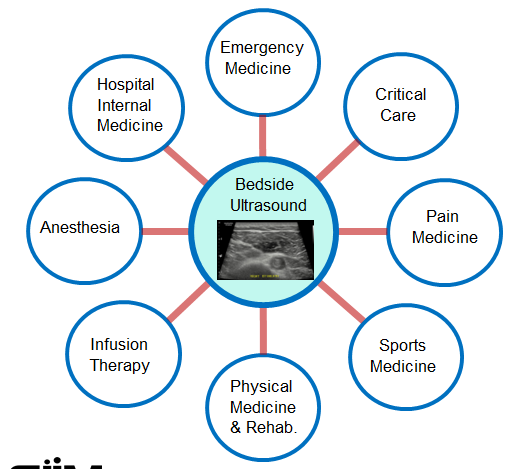 Emergency
Medicine
Hospital
Internal
Medicine
Critical
Care
Bedside
Ultrasound
Anesthesia
Pain
Medicine
Infusion
Therapy
Sports
Medicine
Physical
Medicine
& Rehab.